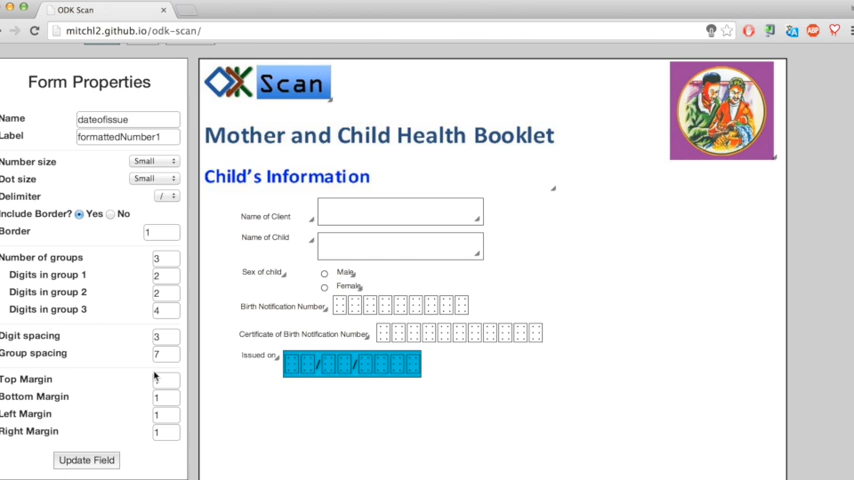 ODK Scan
mitchl2.github.io/odk-scan/
Form Properties
Name dateofissue
Label formattedNumber1
Number size Small
Dot size Small
Delimiter /
Include Border? Yes No
Border 1
Number of groups 3
Digits in group 1 2
Digits in group 2 2
Digits in group 3 4
Digit spacing 3
Group spacing 7
Top Margin
Bottom Margin 1
Left Margin 1
Right Margin 1
Update Field
ODK Scan
Mother and Child Health Booklet
Child's Information
Name of Client
Name of Child
Sex of child Male
Female
Birth Notification Number
Certificate of Birth Notification Number
Issued on / /